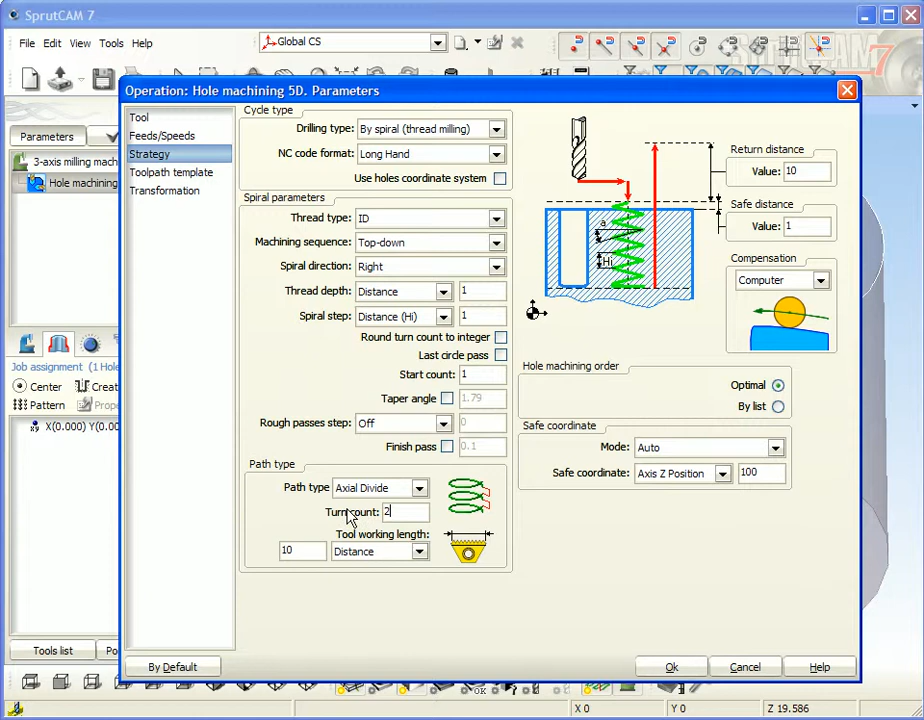 SprutCAM 7
File Edit View Tools Help
Global CS
7
Operation: Hole machining 5D. Parameters
Parameters
3-axis milling mach
Hole machining
Job assignment (1 Hole
Center
Creat
Pattern
Prope
X(0.000) Y(0.00
Tools list
Po
Tool
Feeds/Speeds
Strategy
Toolpath template
Transformation
Cycle type
Drilling type: By spiral (thread milling)
NC code format: Long Hand
Use holes coordinate system
Spiral parameters
Thread type: ID
Machining sequence: Top-down
Spiral direction: Right
Thread depth: Distance 1
Spiral step: Distance (Hi) 1
Round turn count to integer
Last circle pass
Start count: 1
Taper angle 1.79
Rough passes step: Off 0
Finish pass 0.1
Path type
Path type Axial Divide
Turn count: 2
Tool working length:
10 Distance
a
Hi
Return distance
Value: 10
Safe distance
Value: 1
Compensation
Computer
Hole machining order
Optimal
By list
Safe coordinate
Mode: Auto
Safe coordinate: Axis Z Position 100
By Default
Ok
Cancel
Help
OK
X 0 Y 0 Z 19.586